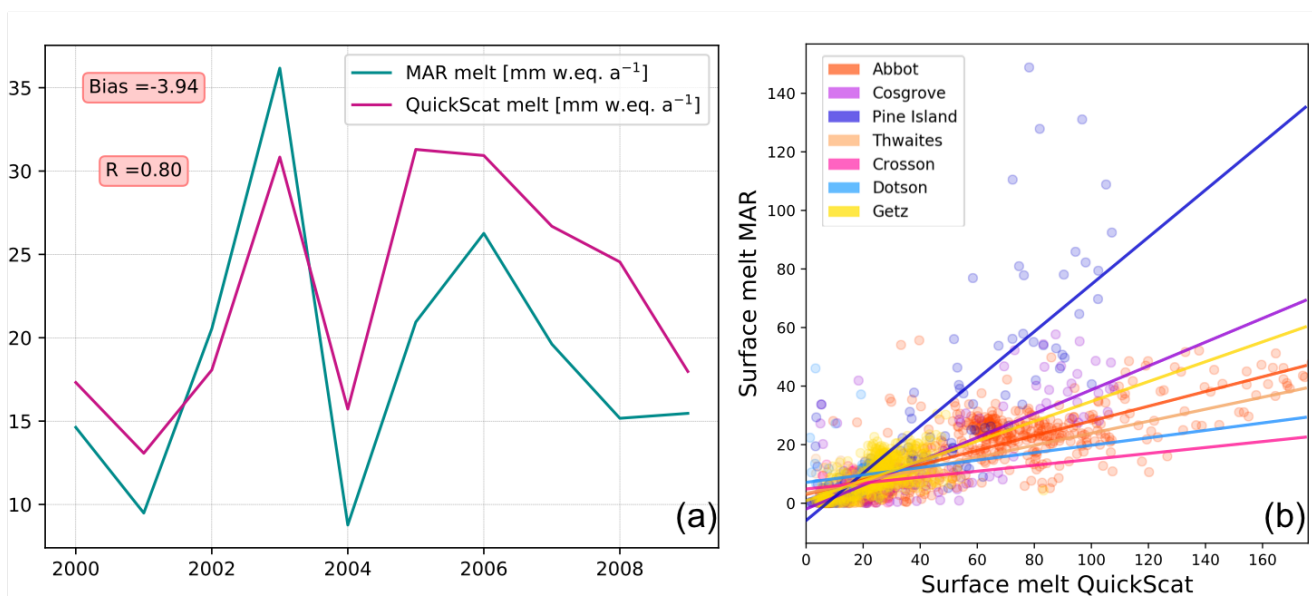 Bias =-3.94
R =0.80
MAR melt [mm w.eq. a⁻¹]
QuickScat melt [mm w.eq. a⁻¹]
35
30
25
20
15
10
2000
2002
2004
2006
2008
(a)
Abbot
Cosgrove
Pine Island
Thwaites
Crosson
Dotson
Getz
Surface melt MAR
140
120
100
80
60
40
20
0
0 20 40 60 80 100 120 140 160
Surface melt QuickScat
(b)